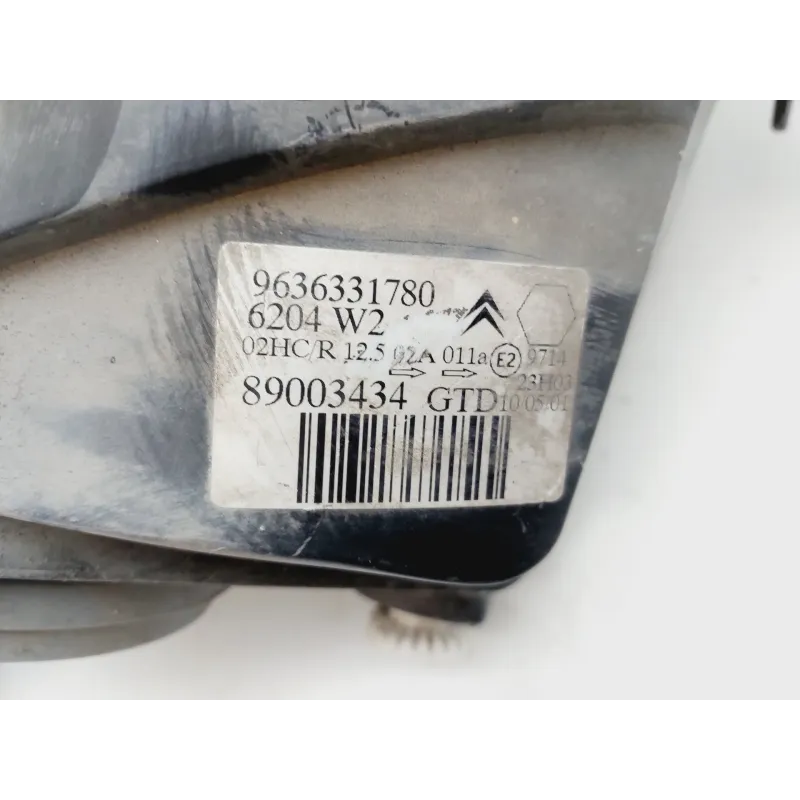 9636331780
6204 W2
02HC/R 12.5 02A 011a E2 9714
23H03
89003434 GTD 10 05.01